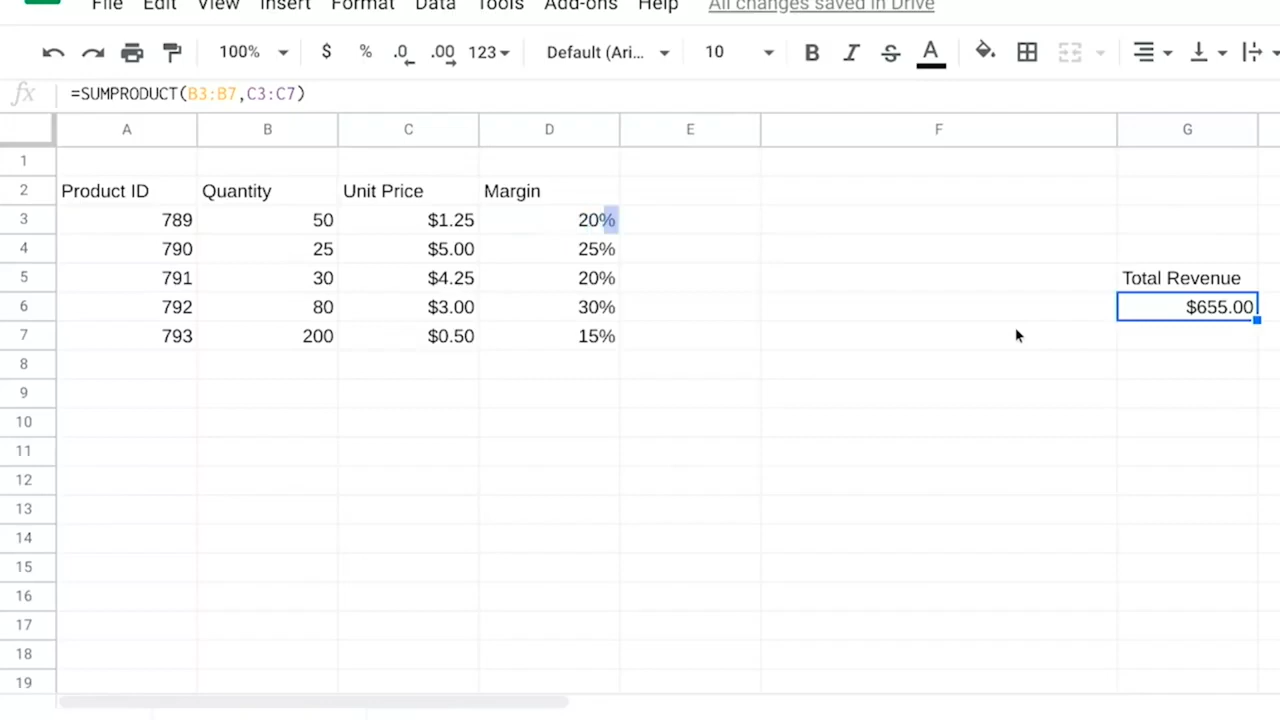 File Edit View Insert Format Data Tools Add-ons Help All changes saved in Drive
100% $ % .0 .00 123 Default (Ari... 10 B I S A
fx =SUMPRODUCT(B3:B7,C3:C7)
A B C D E F G
1
2 Product ID Quantity Unit Price Margin
3 789 50 $1.25 20%
4 790 25 $5.00 25%
5 791 30 $4.25 20% Total Revenue
6 792 80 $3.00 30% $655.00
7 793 200 $0.50 15%
8
9
10
11
12
13
14
15
16
17
18
19